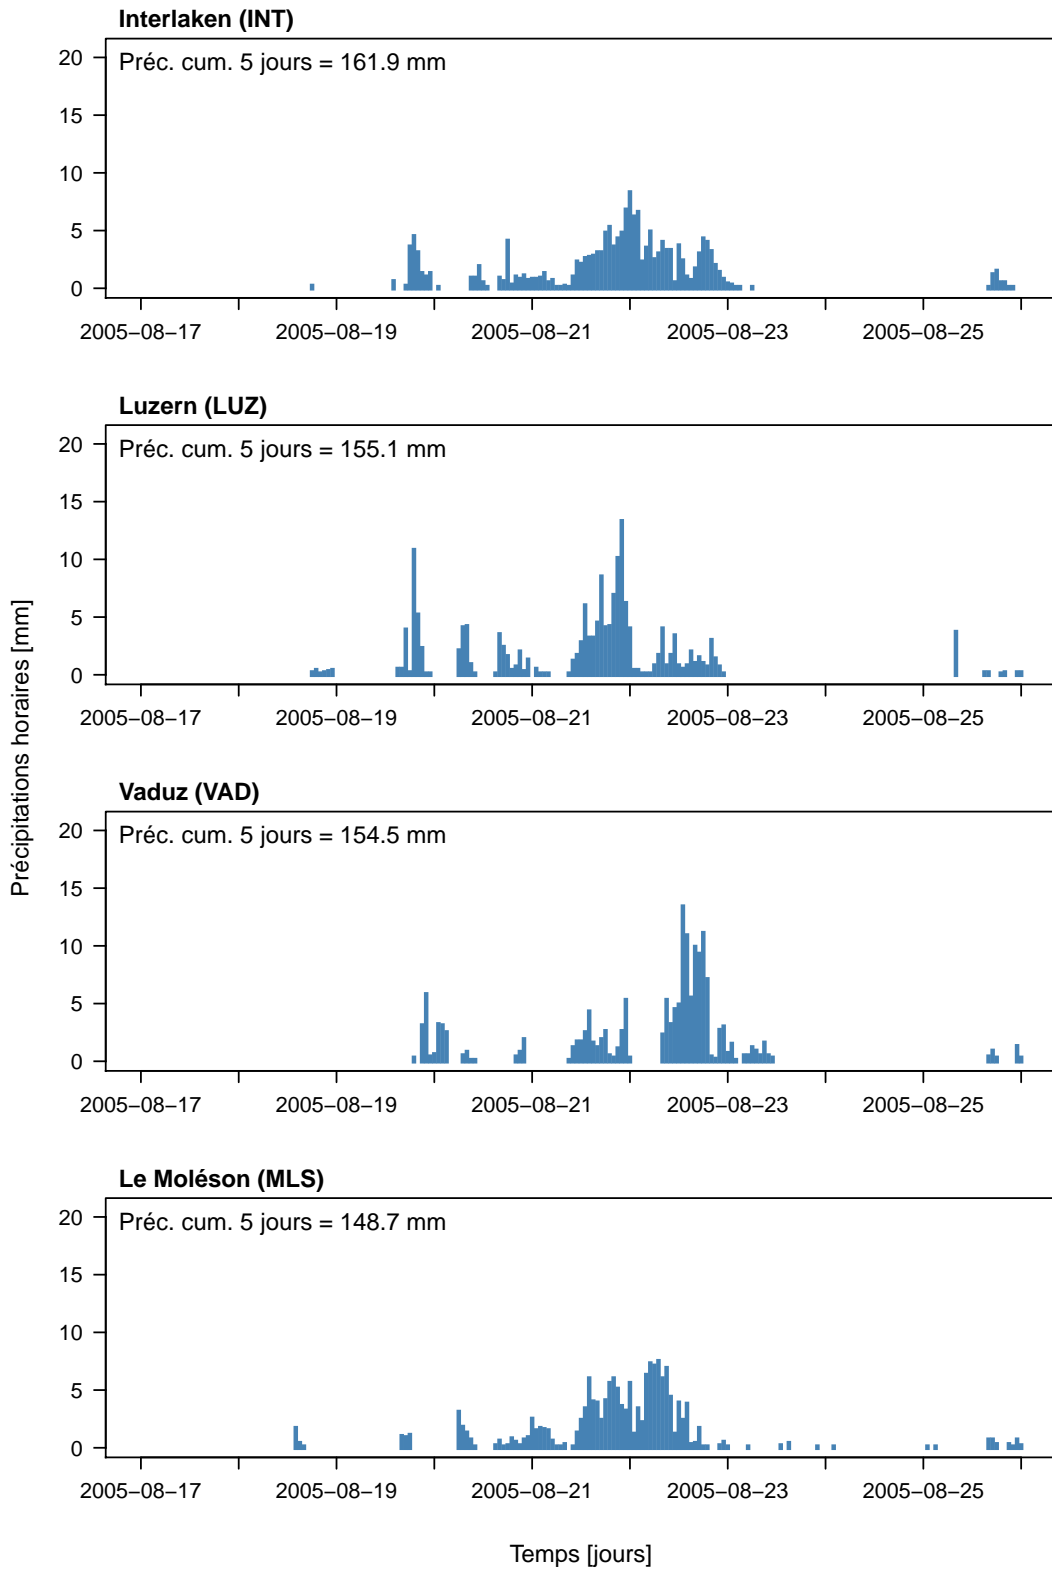 Interlaken (INT)
Préc. cum. 5 jours = 161.9 mm
20
15
10
5
0
2005−08−17 2005−08−19 2005−08−21 2005−08−23 2005−08−25
Luzern (LUZ)
Préc. cum. 5 jours = 155.1 mm
20
15
10
5
0
2005−08−17 2005−08−19 2005−08−21 2005−08−23 2005−08−25
Précipitations horaires [mm]
Vaduz (VAD)
Préc. cum. 5 jours = 154.5 mm
20
15
10
5
0
2005−08−17 2005−08−19 2005−08−21 2005−08−23 2005−08−25
Le Moléson (MLS)
Préc. cum. 5 jours = 148.7 mm
20
15
10
5
0
2005−08−17 2005−08−19 2005−08−21 2005−08−23 2005−08−25
Temps [jours]